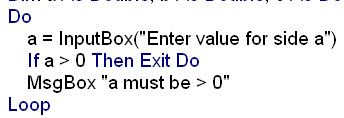 Do
a = InputBox("Enter value for side a")
If a > 0 Then Exit Do
MsgBox "a must be > 0"
Loop